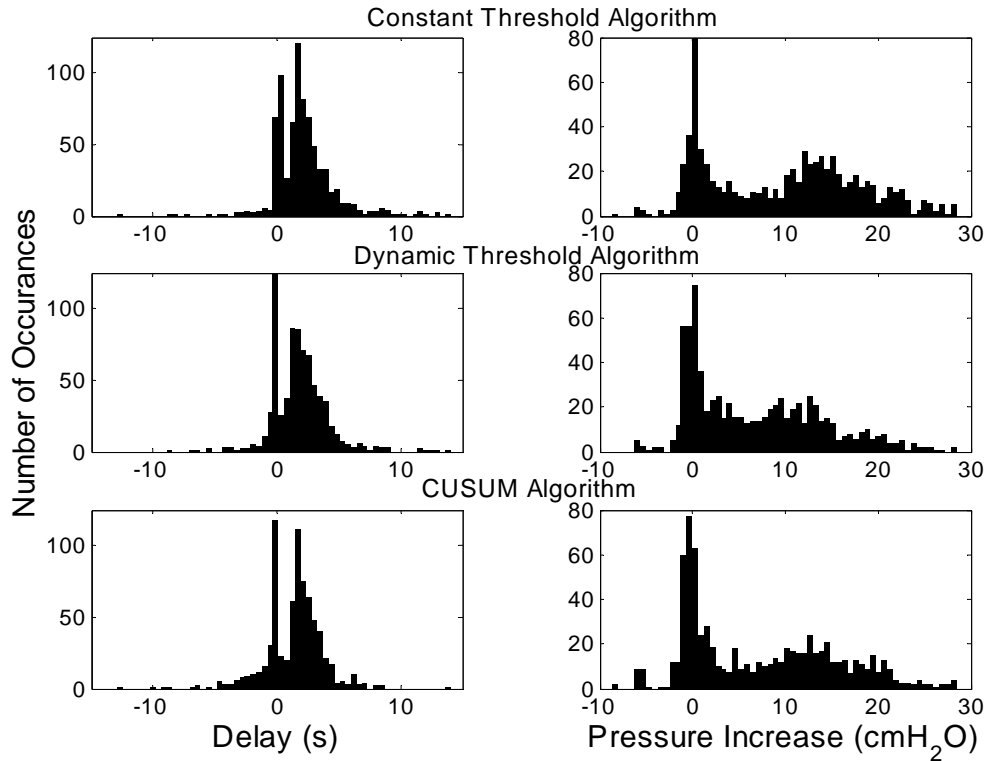 Constant Threshold Algorithm
100
50
0
-10 0 10
80
60
40
20
0
-10 0 10 20 30
Dynamic Threshold Algorithm
100
50
0
-10 0 10
80
60
40
20
0
-10 0 10 20 30
CUSUM Algorithm
100
50
0
-10 0 10
80
60
40
20
0
-10 0 10 20 30
Number of Occurances
Delay (s)
Pressure Increase (cmH₂O)